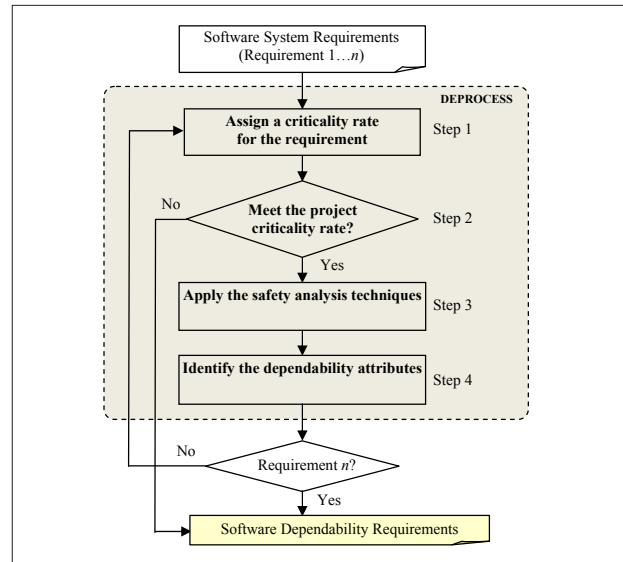 Software System Requirements
(Requirement 1…n)
DEPROCESS
Assign a criticality rate
for the requirement
Step 1
No
Meet the project
criticality rate?
Step 2
Yes
Apply the safety analysis techniques
Step 3
Identify the dependability attributes
Step 4
No
Requirement n?
Yes
Software Dependability Requirements